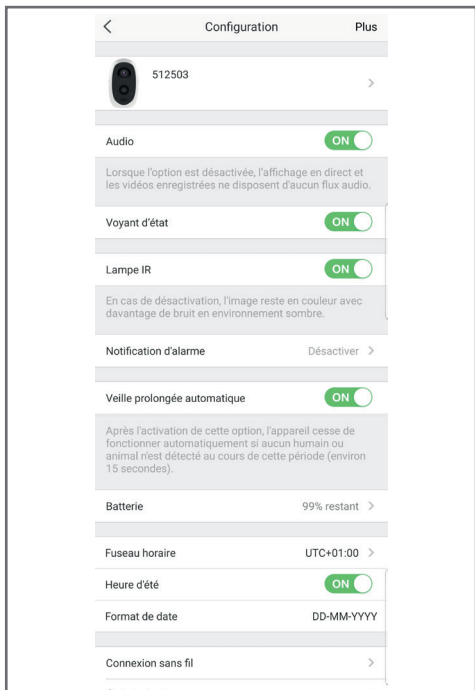 Configuration Plus
512503
Audio ON
Lorsque l'option est désactivée, l'affichage en direct et
les vidéos enregistrées ne disposent d'aucun flux audio.
Voyant d'état ON
Lampe IR ON
En cas de désactivation, l'image reste en couleur avec
davantage de bruit en environnement sombre.
Notification d'alarme Désactiver
Veille prolongée automatique ON
Après l'activation de cette option, l'appareil cesse de
fonctionner automatiquement si aucun humain ou
animal n'est détecté au cours de cette période (environ
15 secondes).
Batterie 99% restant
Fuseau horaire UTC+01:00
Heure d'été ON
Format de date DD-MM-YYYY
Connexion sans fil